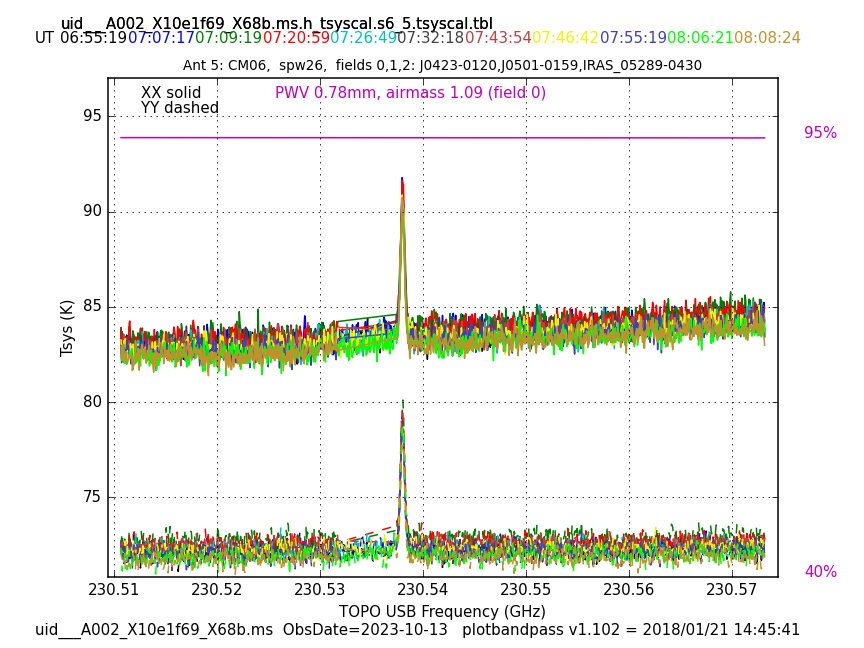 uid___A002_X10e1f69_X68b.ms.h_tsyscal.s6_5.tsyscal.tbl
UT 06:55:19 07:07:17 07:09:19 07:20:59 07:26:49 07:32:18 07:43:54 07:46:42 07:55:19 08:06:21 08:08:24
Ant 5: CM06,  spw26,  fields 0,1,2: J0423-0120,J0501-0159,IRAS_05289-0430
XX solid
PWV 0.78mm, airmass 1.09 (field 0)
YY dashed
95
95%
90
85
Tsys (K)
80
75
40%
230.51 230.52 230.53 230.54 230.55 230.56 230.57
TOPO USB Frequency (GHz)
uid___A002_X10e1f69_X68b.ms  ObsDate=2023-10-13   plotbandpass v1.102 = 2018/01/21 14:45:41